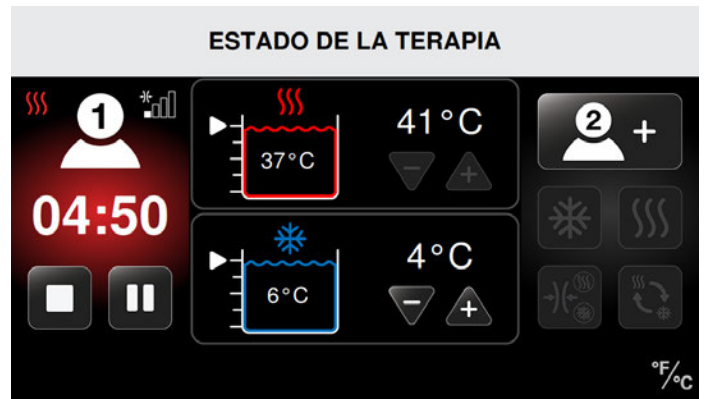 ESTADO DE LA TERAPIA
1
04:50
37°C
41°C
6°C
4°C
2 +
°F/°C